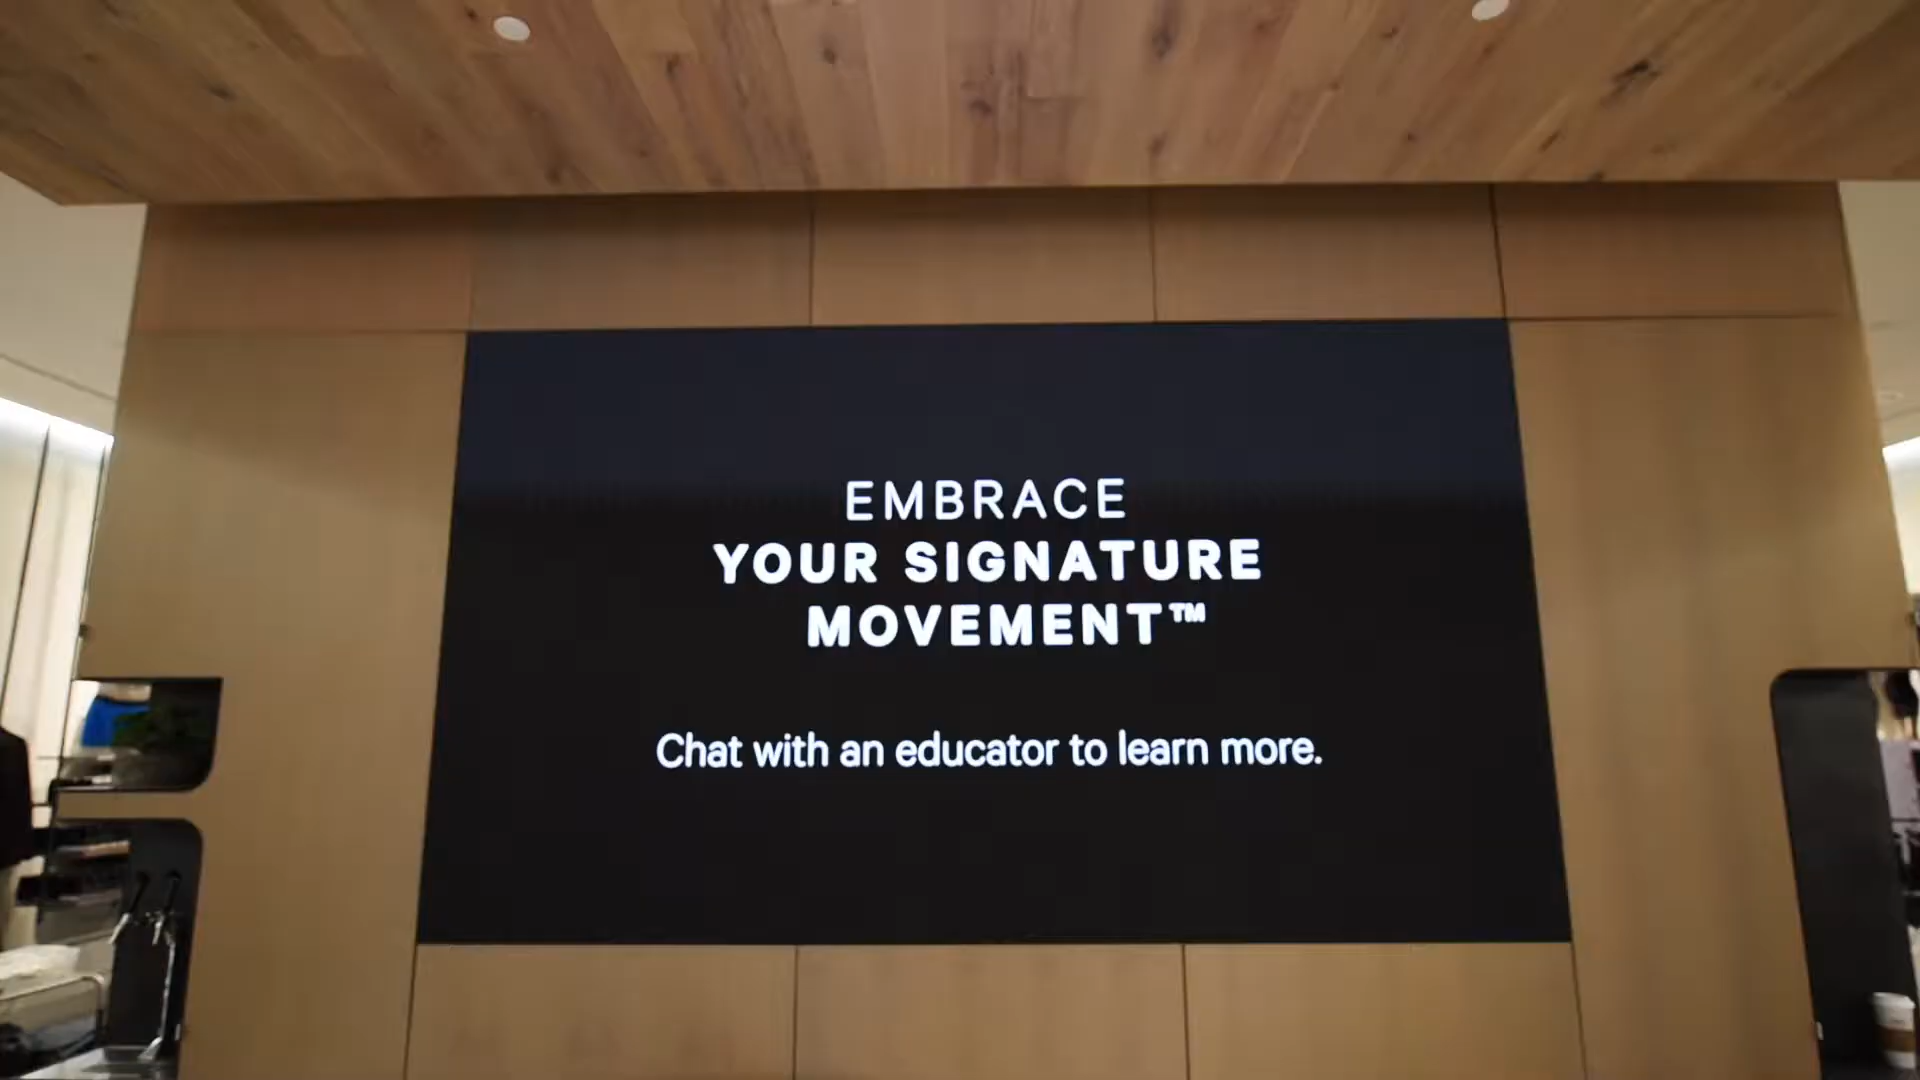 EMBRACE
YOUR SIGNATURE
MOVEMENT™
Chat with an educator to learn more.